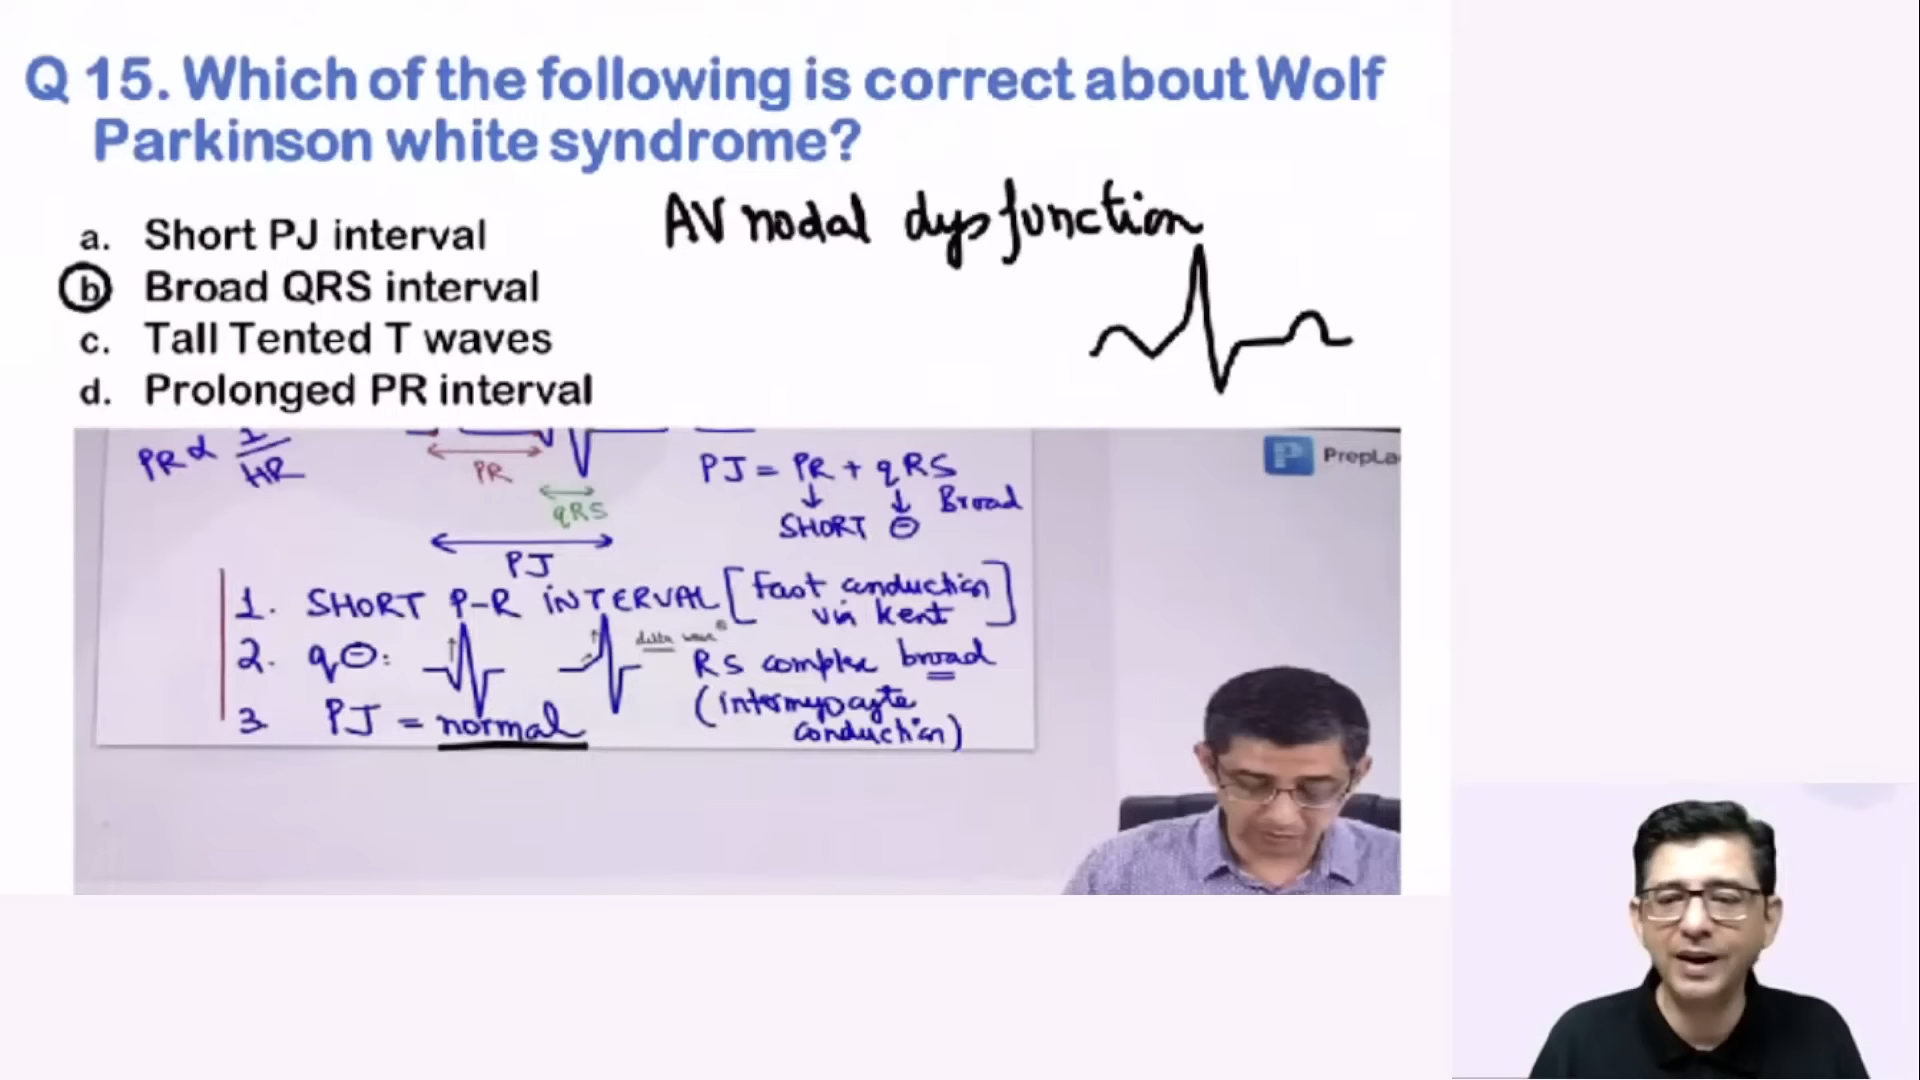 Q 15. Which of the following is correct about Wolf
Parkinson white syndrome?
a. Short PJ interval
b Broad QRS interval
c. Tall Tented T waves
d. Prolonged PR interval
AV nodal dysfunction
PR ∝ 1/HR
PR
qRS
PJ
PJ = PR + qRS
↓ ↓ Broad
SHORT ⊖
1. SHORT P-R INTERVAL [Fast conduction
via Kent]
2. q⊖: delta wave ⊕ RS complex broad
(intermyocyte
conduction)
3 PJ = normal
P PrepLa